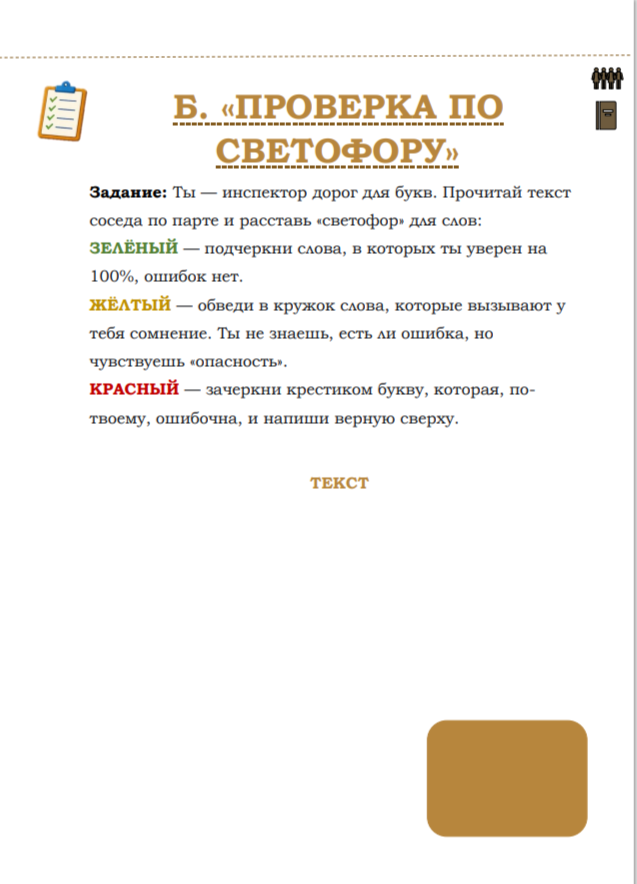 Б. «ПРОВЕРКА ПО
СВЕТОФОРУ»
Задание: Ты — инспектор дорог для букв. Прочитай текст
соседа по парте и расставь «светофор» для слов:
ЗЕЛЁНЫЙ — подчеркни слова, в которых ты уверен на
100%, ошибок нет.
ЖЁЛТЫЙ — обведи в кружок слова, которые вызывают у
тебя сомнение. Ты не знаешь, есть ли ошибка, но
чувствуешь «опасность».
КРАСНЫЙ — зачеркни крестиком букву, которая, по-
твоему, ошибочна, и напиши верную сверху.
ТЕКСТ